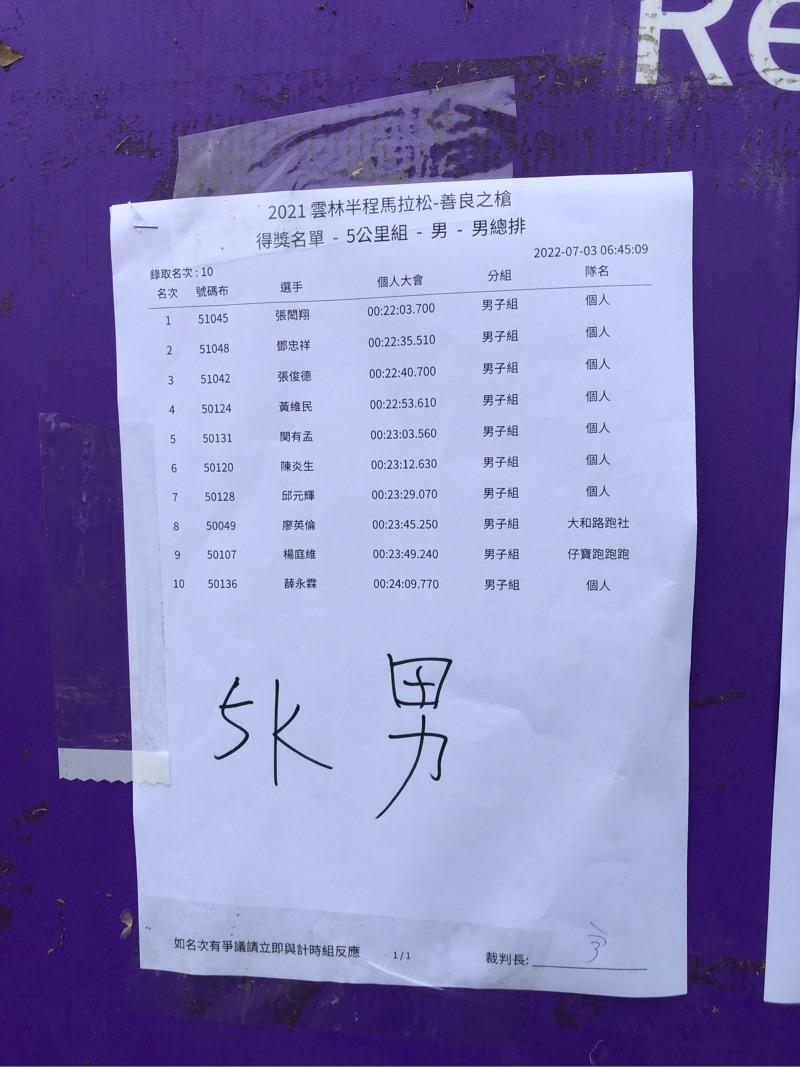 Re
2021 雲林半程馬拉松-善良之槍
得獎名單 - 5公里組 - 男 - 男總排
2022-07-03 06:45:09
錄取名次 : 10
名次 號碼布 選手 個人大會 分組 隊名
1 51045 張閎翔 00:22:03.700 男子組 個人
2 51048 鄧忠祥 00:22:35.510 男子組 個人
3 51042 張俊德 00:22:40.700 男子組 個人
4 50124 黃維民 00:22:53.610 男子組 個人
5 50131 関有孟 00:23:03.560 男子組 個人
6 50120 陳炎生 00:23:12.630 男子組 個人
7 50128 邱元輝 00:23:29.070 男子組 個人
8 50049 廖英倫 00:23:45.250 男子組 大和路跑社
9 50107 楊庭維 00:23:49.240 男子組 仔寶跑跑跑
10 50136 薛永霖 00:24:09.770 男子組 個人
5K 男
如名次有爭議請立即與計時組反應 1/1 裁判長: